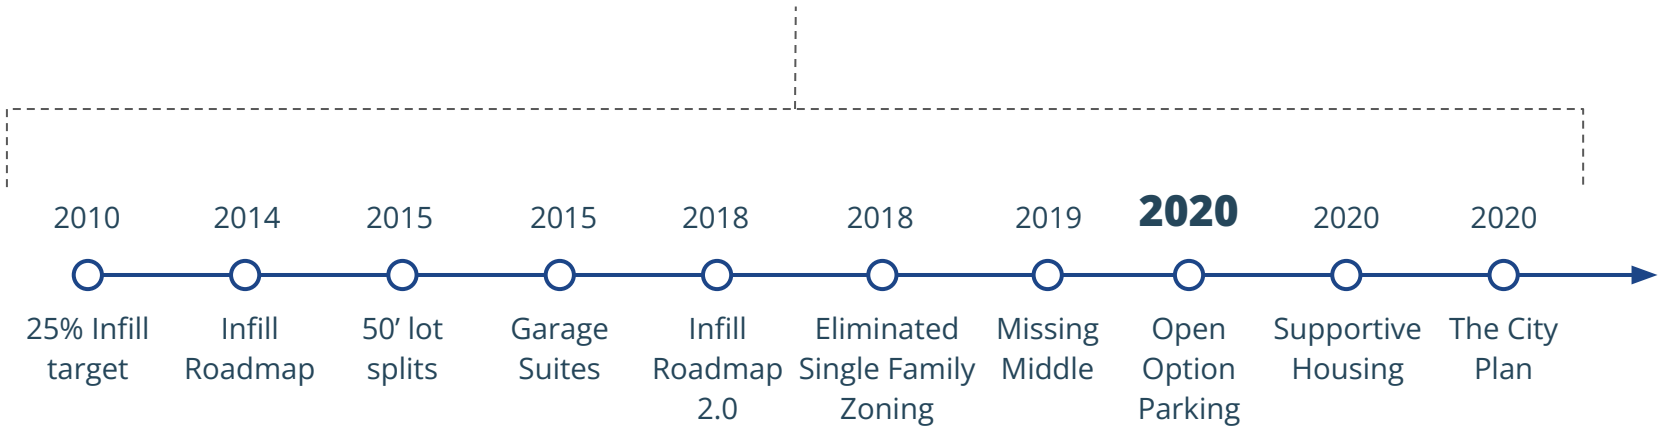 2010
2014
2015
2015
2018
2018
2019
2020
2020
2020
25% Infill
target
Infill
Roadmap
50’ lot
splits
Garage
Suites
Infill
Roadmap
2.0
Eliminated
Single Family
Zoning
Missing
Middle
Open
Option
Parking
Supportive
Housing
The City
Plan